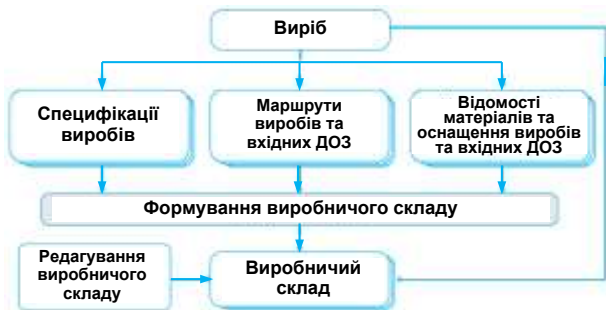 Виріб
Специфікації
виробів
Маршрути
виробів та
вхідних ДОЗ
Відомості
матеріалів та
оснащення виробів
та вхідних ДОЗ
Формування виробничого складу
Редагування
виробничого
складу
Виробничий
склад